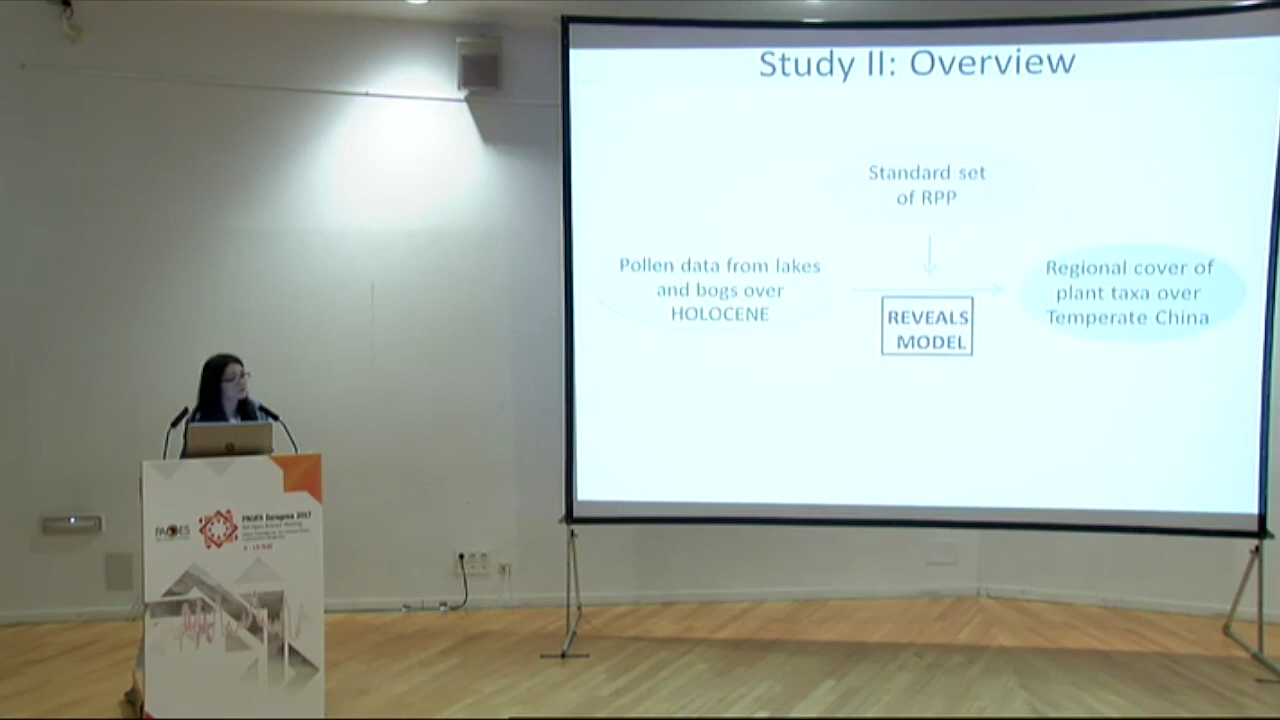 Study II: Overview
Standard set
of RPP
Pollen data from lakes
and bogs over
HOLOCENE
REVEALS
MODEL
Regional cover of
plant taxa over
Temperate China
PAGES
PAGES Zaragoza 2017